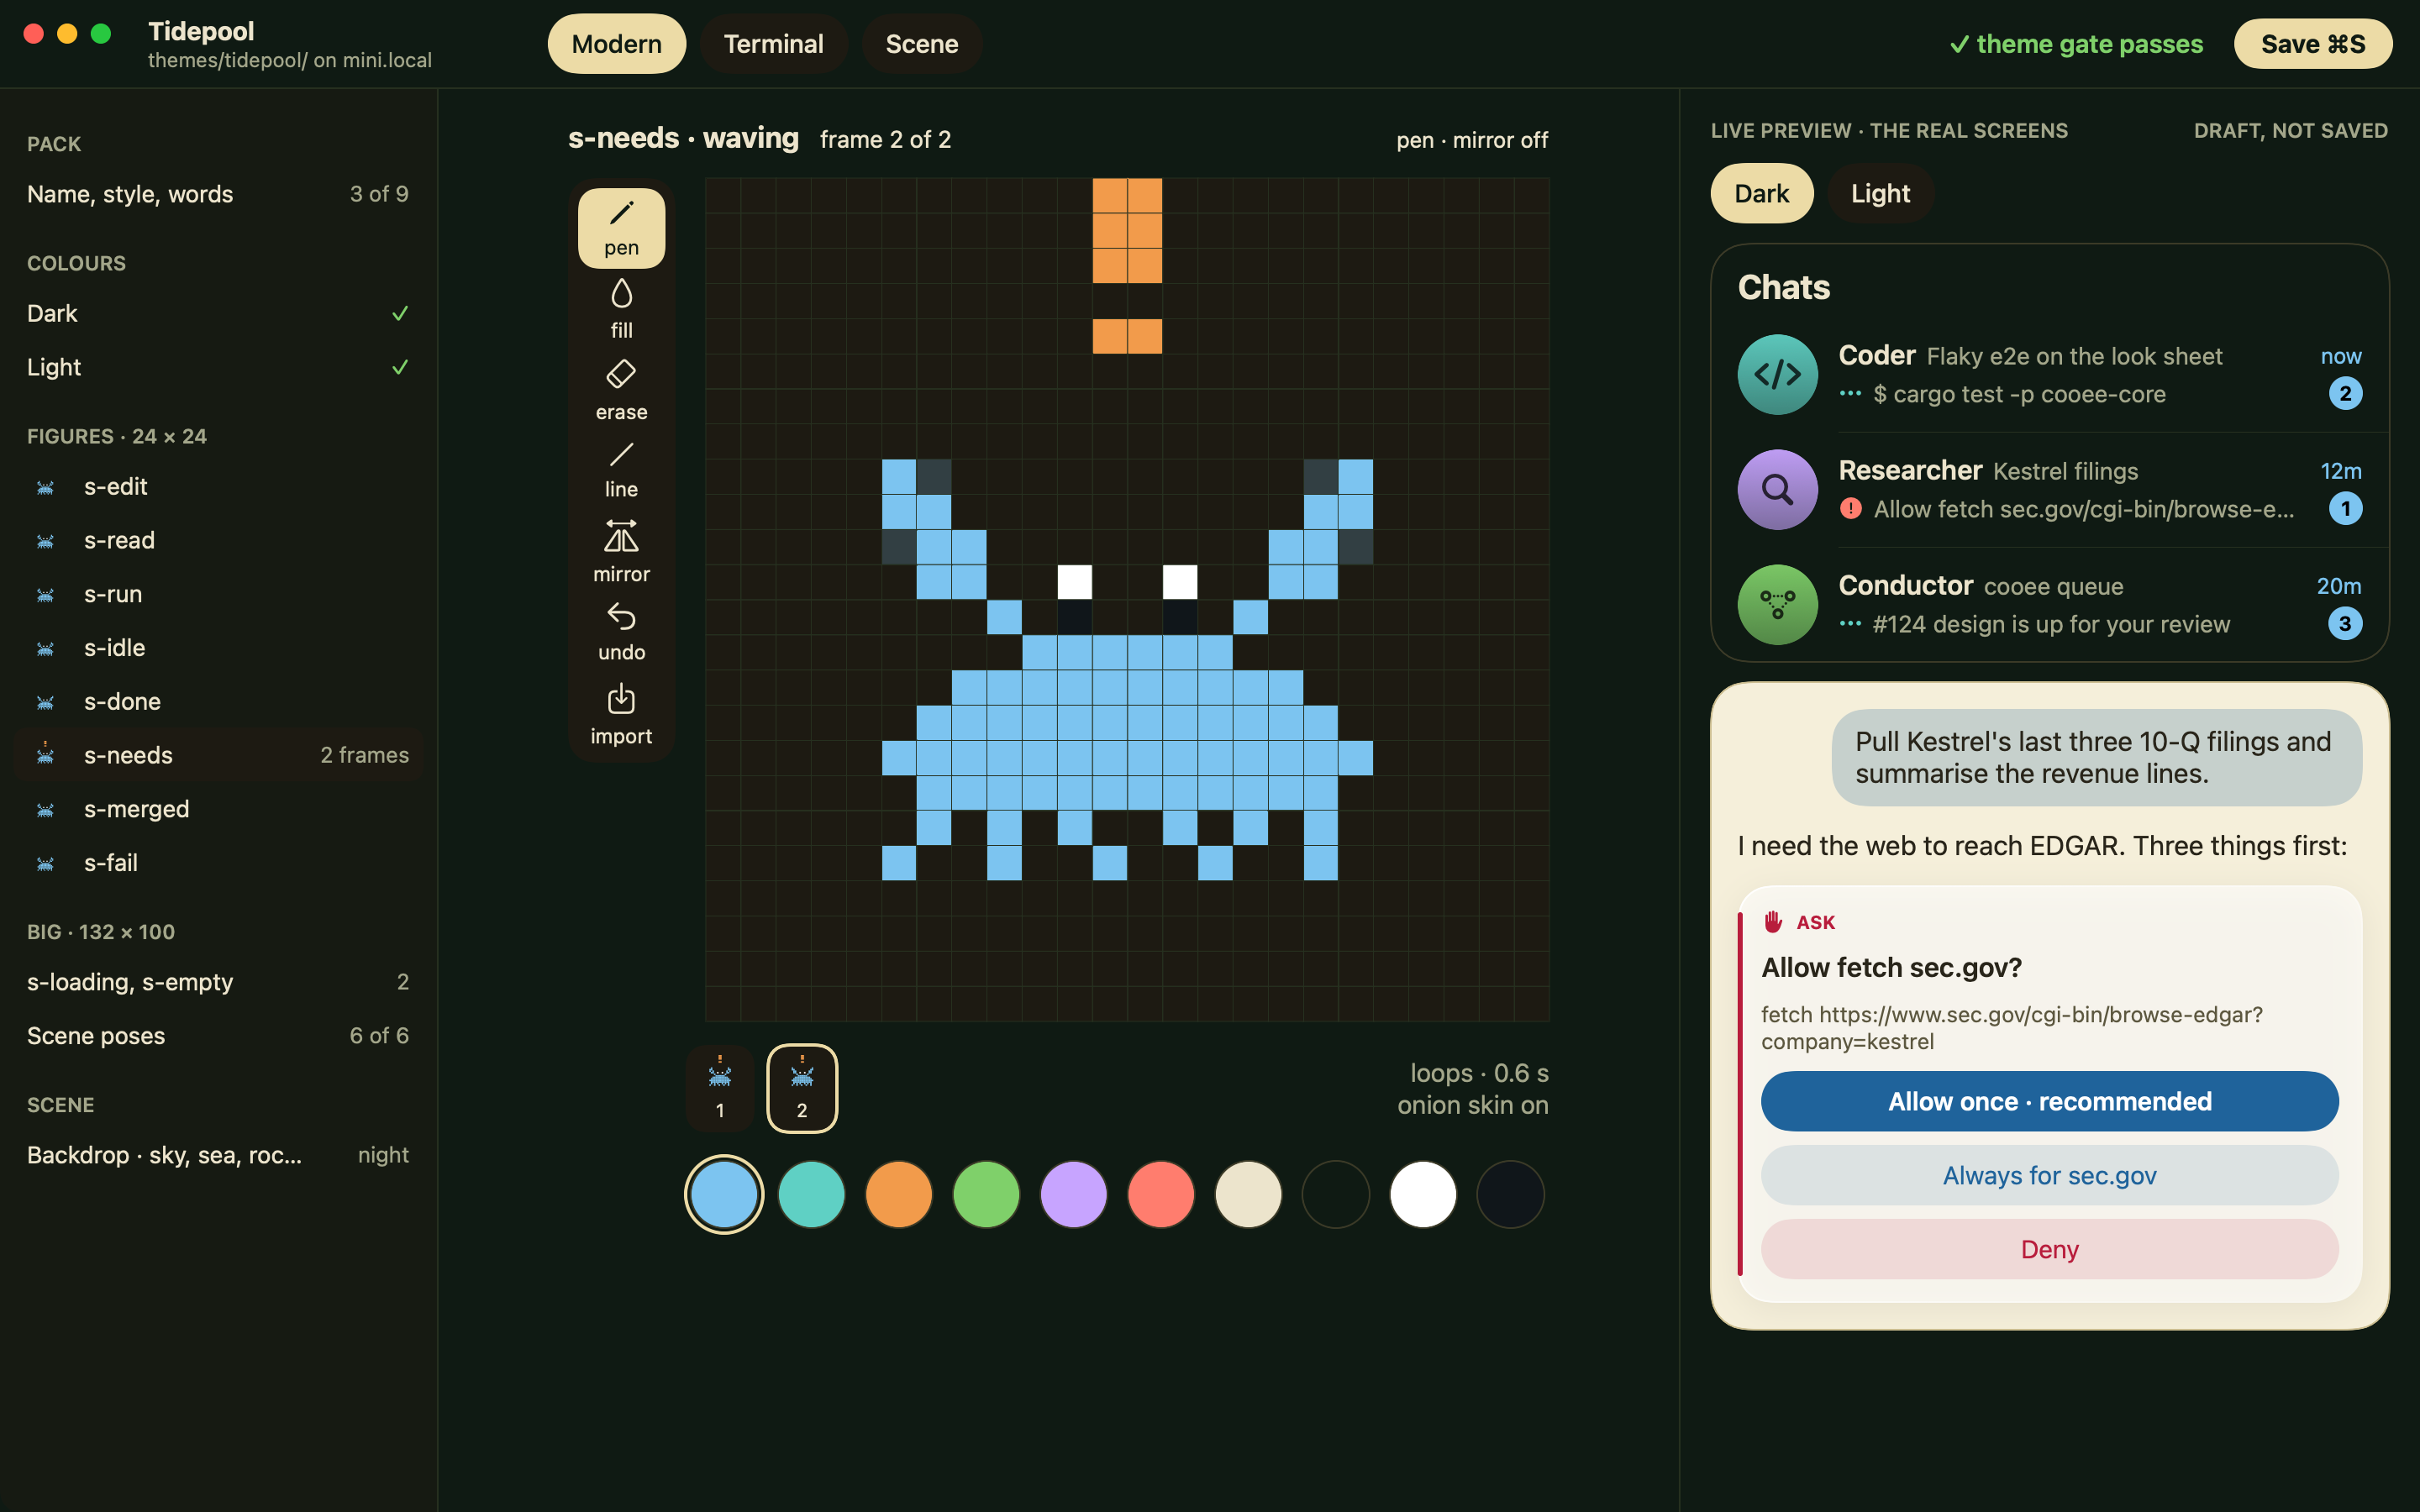 Tidepool
themes/tidepool/ on mini.local
Modern
Terminal
Scene
✓ theme gate passes
Save ⌘S
PACK
Name, style, words 3 of 9
COLOURS
Dark ✓
Light ✓
FIGURES · 24 × 24
s-edit
s-read
s-run
s-idle
s-done
s-needs 2 frames
s-merged
s-fail
BIG · 132 × 100
s-loading, s-empty 2
Scene poses 6 of 6
SCENE
Backdrop · sky, sea, roc... night
s-needs · waving frame 2 of 2
pen · mirror off
pen
fill
erase
line
mirror
undo
import
1
2
loops · 0.6 s
onion skin on
LIVE PREVIEW · THE REAL SCREENS
DRAFT, NOT SAVED
Dark
Light
Chats
Coder Flaky e2e on the look sheet now
··· $ cargo test -p cooee-core 2
Researcher Kestrel filings 12m
! Allow fetch sec.gov/cgi-bin/browse-e... 1
Conductor cooee queue 20m
··· #124 design is up for your review 3
Pull Kestrel's last three 10-Q filings and
summarise the revenue lines.
I need the web to reach EDGAR. Three things first:
ASK
Allow fetch sec.gov?
fetch https://www.sec.gov/cgi-bin/browse-edgar?
company=kestrel
Allow once · recommended
Always for sec.gov
Deny